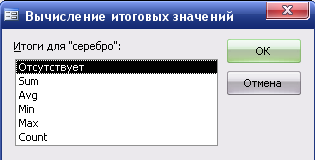 Вычисление итоговых значений
Итоги для "серебро":
OK
Отсутствует
Sum
Отмена
Avg
Min
Max
Count